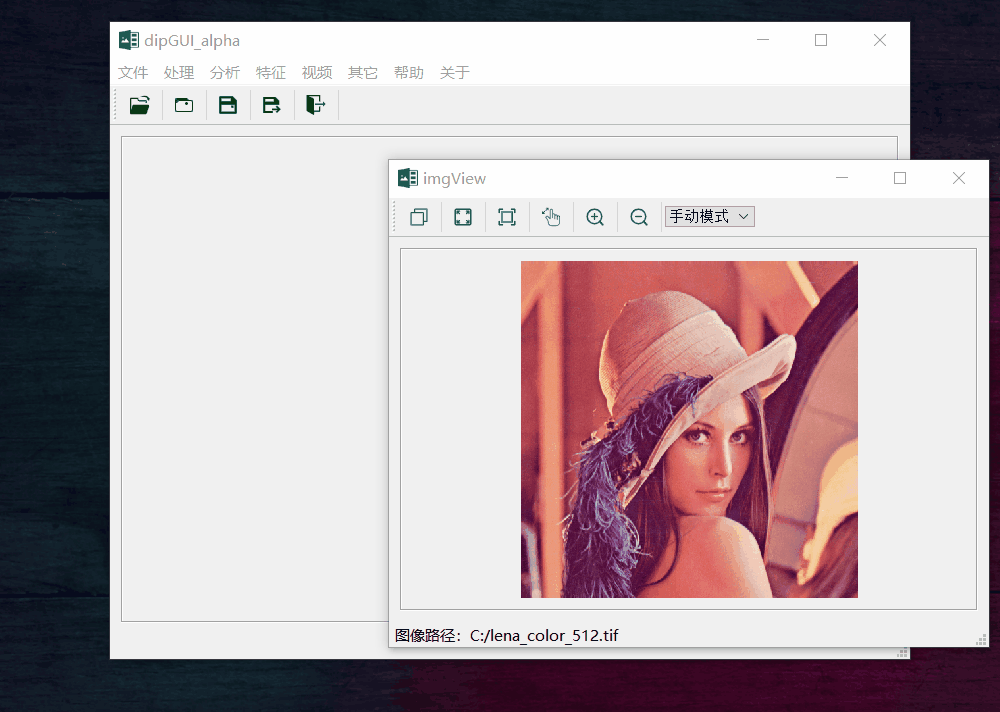 dipGUI_alpha
文件 处理 分析 特征 视频 其它 帮助 关于
imgView
手动模式
图像路径： C:/lena_color_512.tif